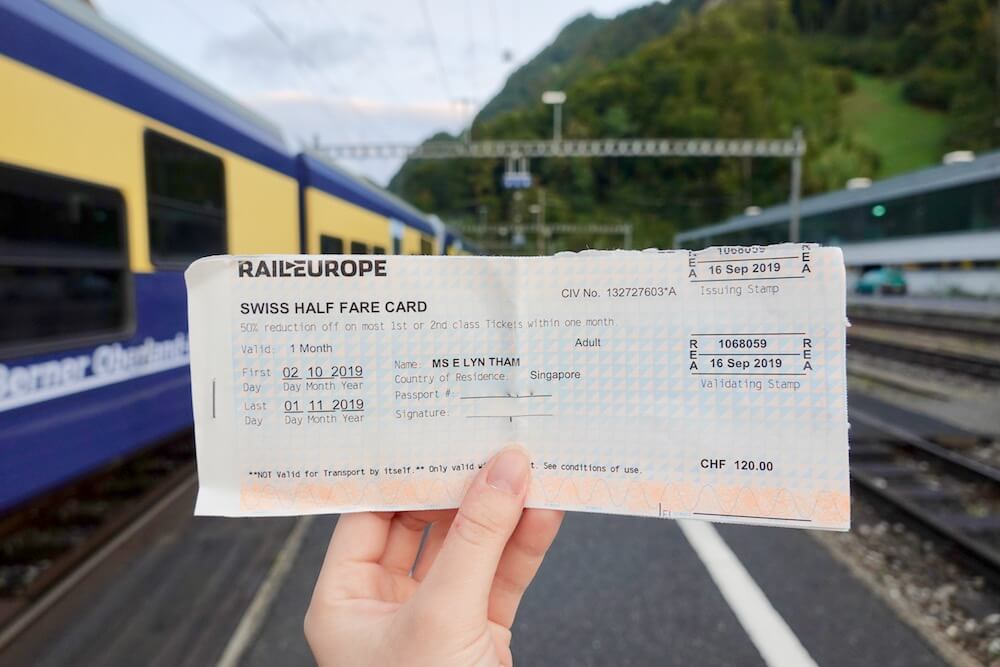 RAILEUROPE
1068059
REA 16 Sep 2019 REA
Issuing Stamp
CIV No. 132727603*A
SWISS HALF FARE CARD
50% reduction off on most 1st or 2nd class Tickets within one month.
Valid: 1 Month
Adult
First Day 02 10 2019
Day Month Year
Last Day 01 11 2019
Day Month Year
Name: MS E LYN THAM
Country of Residence: Singapore
Passport #:
Signature:
REA 1068059 REA
16 Sep 2019
Validating Stamp
**NOT Valid for Transport by itself.** Only valid See conditions of use.
CHF 120.00
Berner Oberland